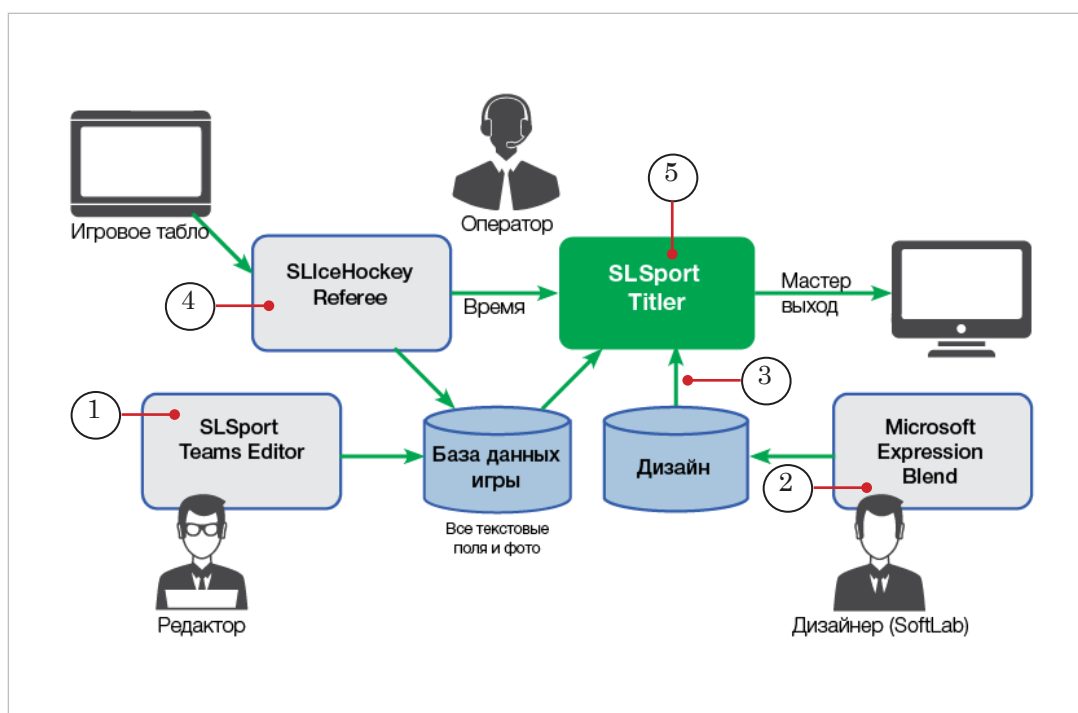 Игровое табло
Оператор
5
SLIceHockey
Referee
4
Время
SLSport
Titler
Мастер
выход
3
1
SLSport
Teams Editor
База данных
игры
Все текстовые
поля и фото
Дизайн
Microsoft
Expression
Blend
2
Редактор
Дизайнер (SoftLab)